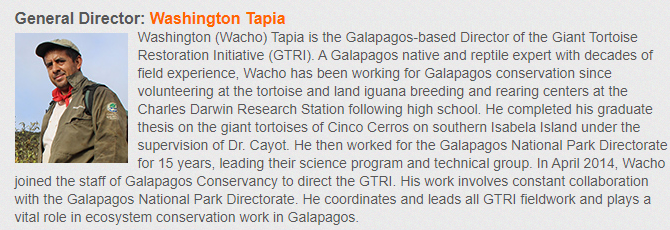 General Director: Washington Tapia
Washington (Wacho) Tapia is the Galapagos-based Director of the Giant Tortoise
Restoration Initiative (GTRI). A Galapagos native and reptile expert with decades of
field experience, Wacho has been working for Galapagos conservation since
volunteering at the tortoise and land iguana breeding and rearing centers at the
Charles Darwin Research Station following high school. He completed his graduate
thesis on the giant tortoises of Cinco Cerros on southern Isabela Island under the
supervision of Dr. Cayot. He then worked for the Galapagos National Park Directorate
for 15 years, leading their science program and technical group. In April 2014, Wacho
joined the staff of Galapagos Conservancy to direct the GTRI. His work involves constant collaboration
with the Galapagos National Park Directorate. He coordinates and leads all GTRI fieldwork and plays a
vital role in ecosystem conservation work in Galapagos.